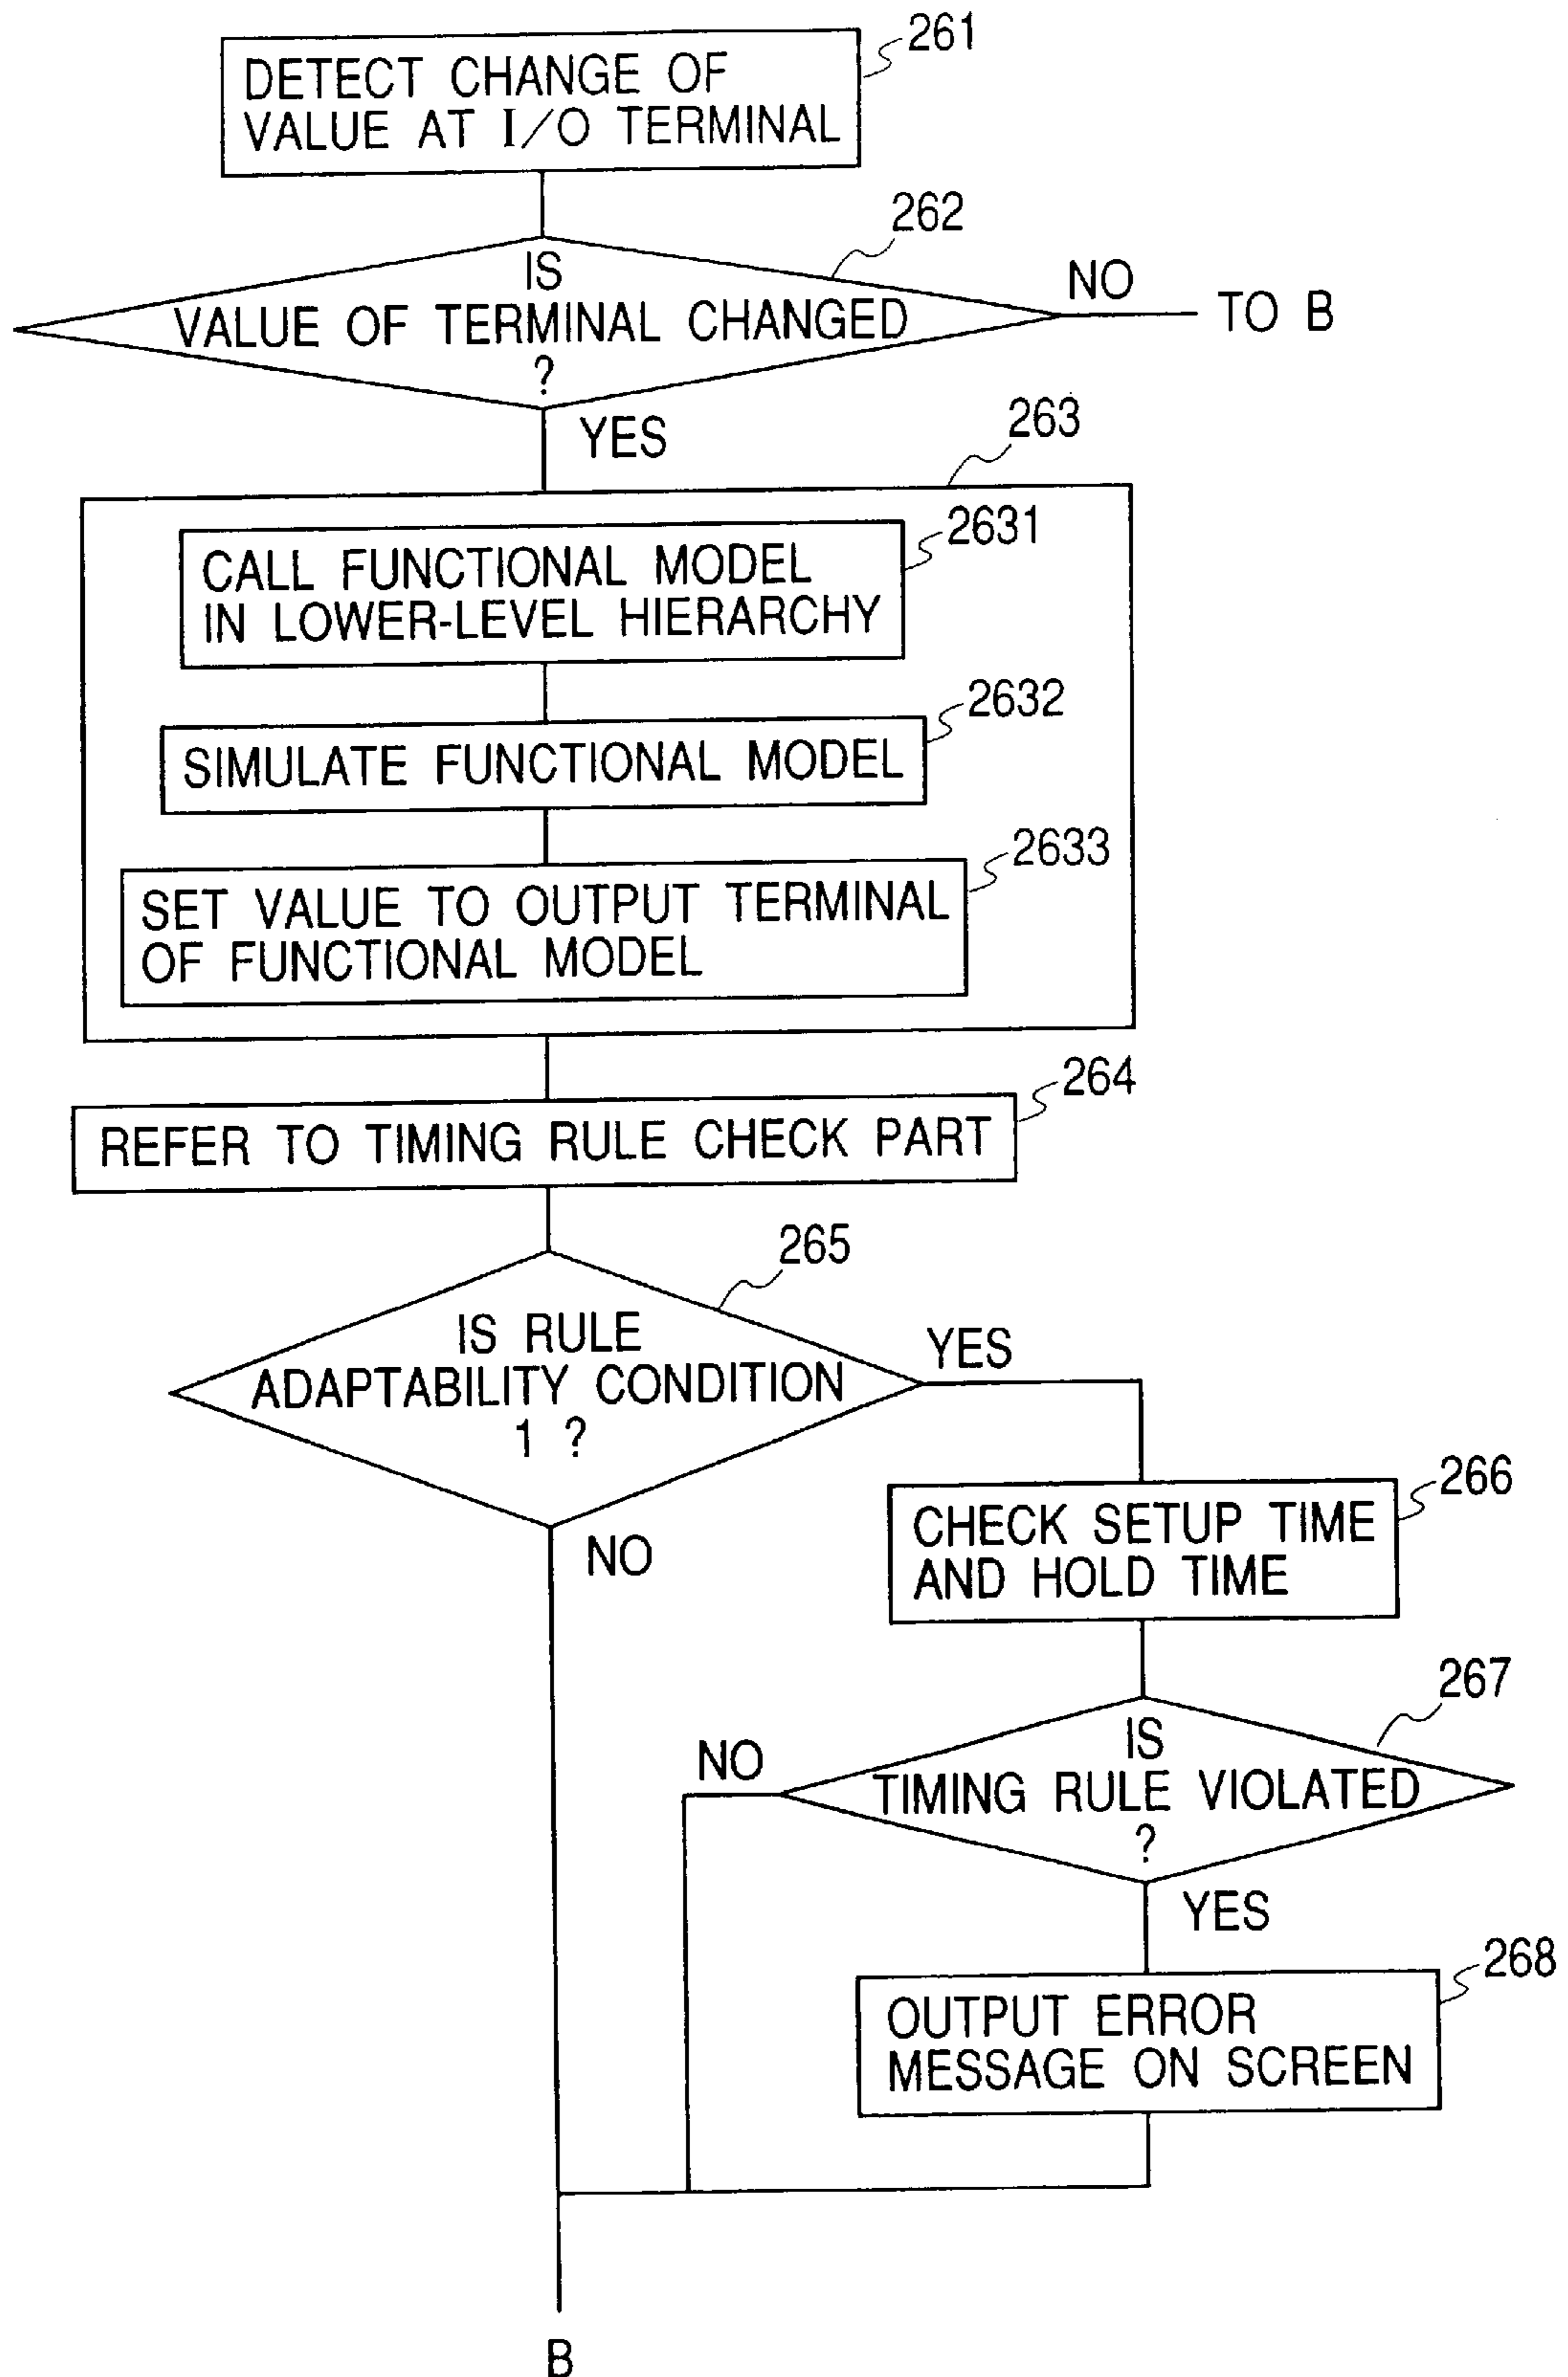 261
DETECT CHANGE OF
VALUE AT I/O TERMINAL
262
IS
VALUE OF TERMINAL CHANGED
?
NO
TO B
YES
263
2631
CALL FUNCTIONAL MODEL
IN LOWER-LEVEL HIERARCHY
2632
SIMULATE FUNCTIONAL MODEL
2633
SET VALUE TO OUTPUT TERMINAL
OF FUNCTIONAL MODEL
264
REFER TO TIMING RULE CHECK PART
265
IS RULE
ADAPTABILITY CONDITION
1 ?
YES
NO
266
CHECK SETUP TIME
AND HOLD TIME
267
IS
TIMING RULE VIOLATED
?
NO
YES
268
OUTPUT ERROR
MESSAGE ON SCREEN
B